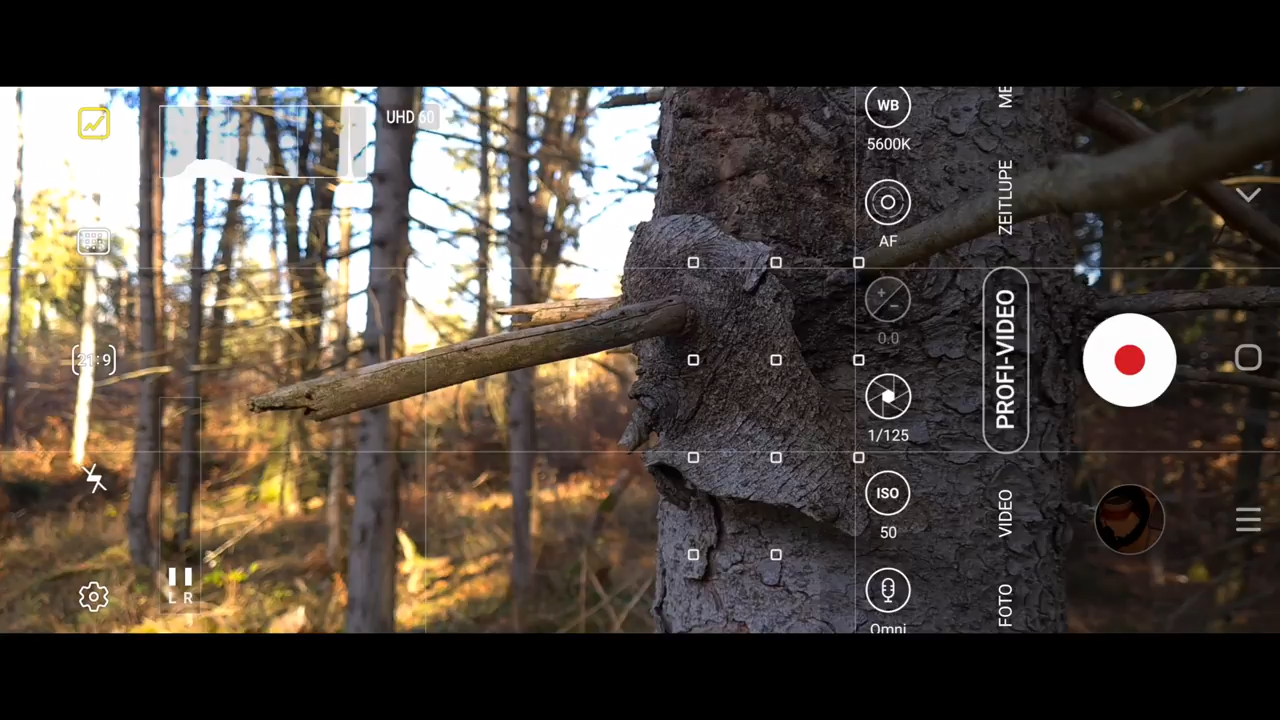 UHD 60
21:9
L R
WB
5600K
AF
0.0
1/125
ISO
50
Omni
ME
ZEITLUPE
PROFI-VIDEO
VIDEO
FOTO